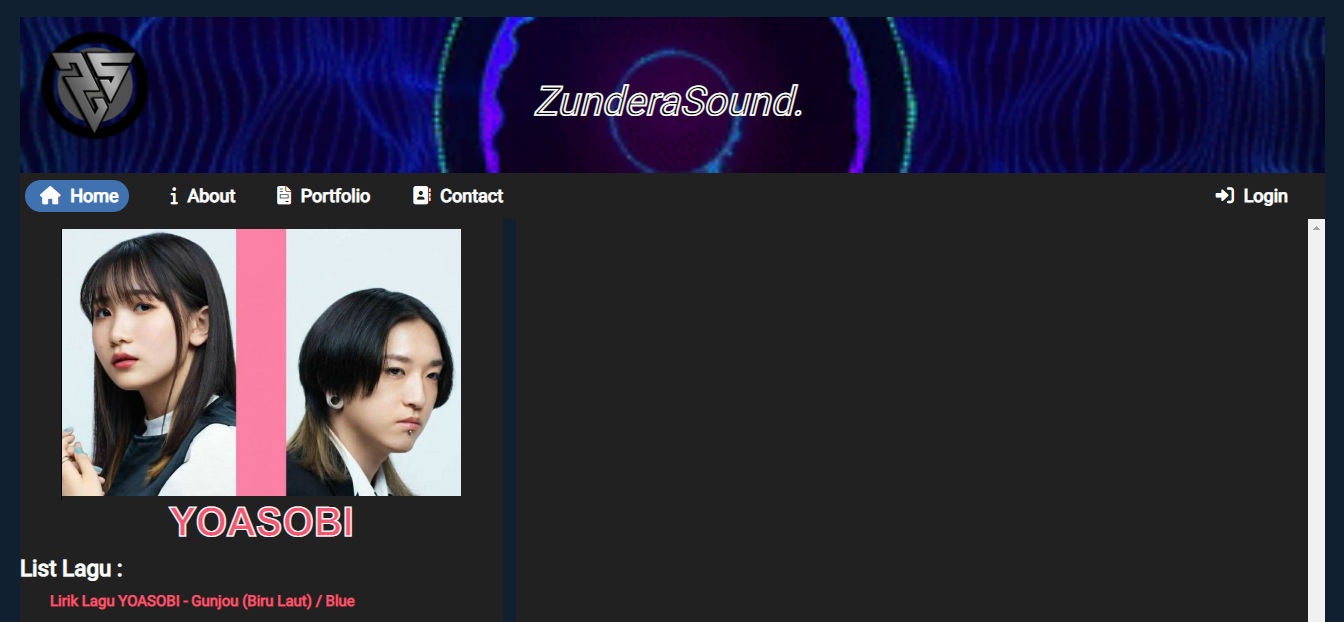 ZunderaSound.
Home About Portfolio Contact Login
YOASOBI
List Lagu :
Lirik Lagu YOASOBI - Gunjou (Biru Laut) / Blue